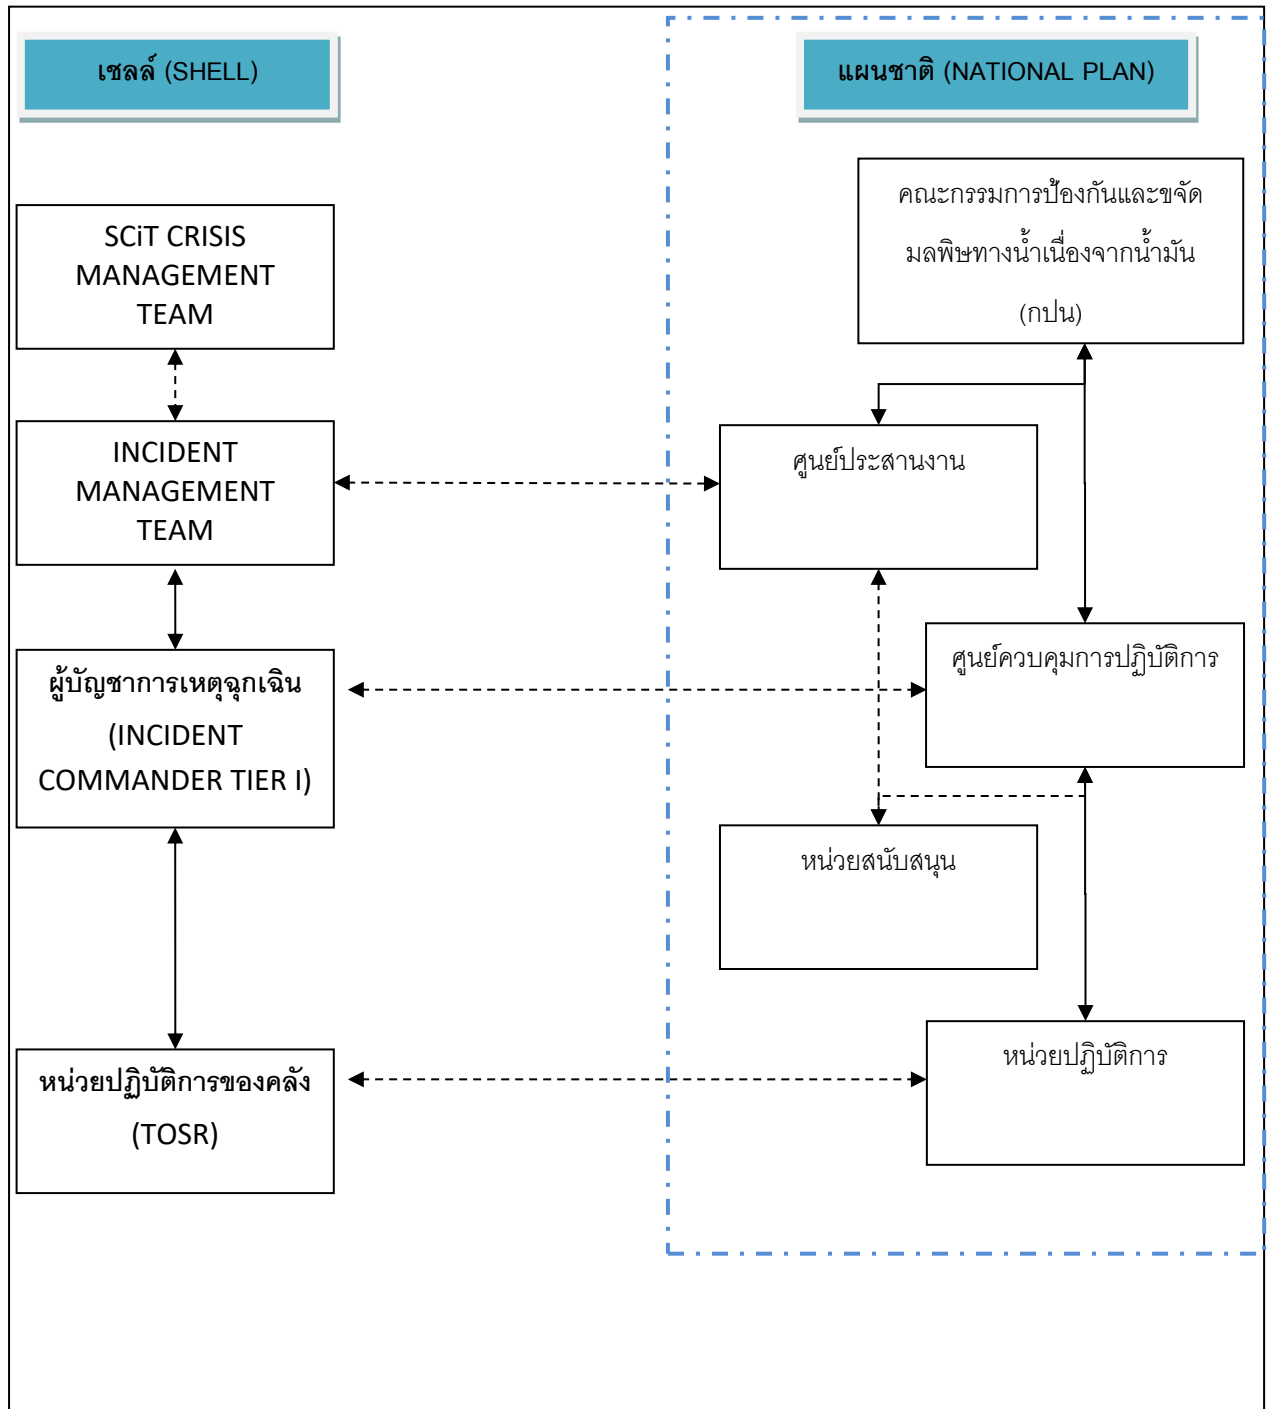 เชลล์ (SHELL)
แผนชาติ (NATIONAL PLAN)
คณะกรรมการป้องกันและขจัด
มลพิษทางน้ำเนื่องจากน้ำมัน
(กปน)
SCiT CRISIS
MANAGEMENT
TEAM
INCIDENT
MANAGEMENT
TEAM
ศูนย์ประสานงาน
ผู้บัญชาการเหตุฉุกเฉิน
(INCIDENT
COMMANDER TIER I)
ศูนย์ควบคุมการปฏิบัติการ
หน่วยสนับสนุน
หน่วยปฏิบัติการของคลัง
(TOSR)
หน่วยปฏิบัติการ